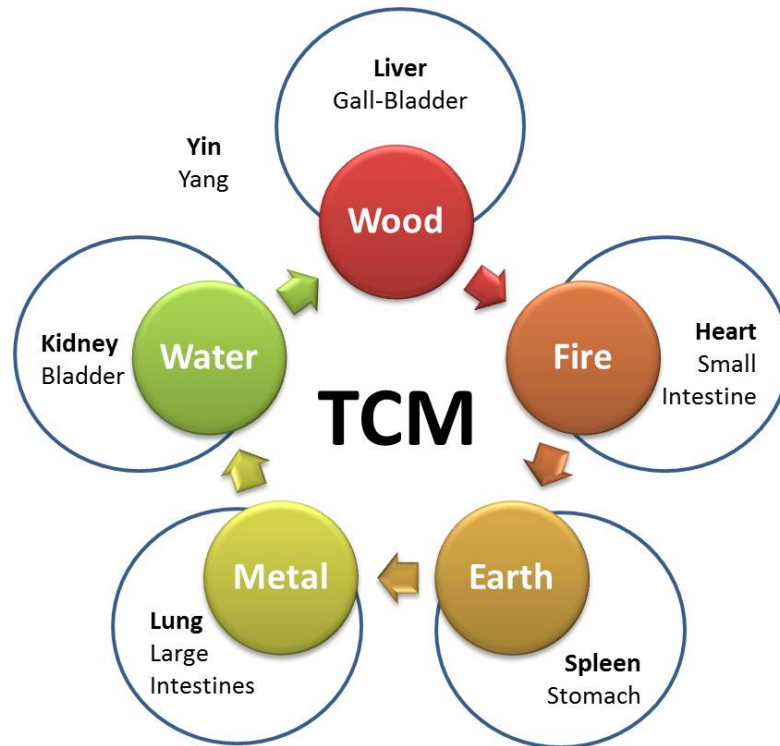 Liver
Gall-Bladder
Yin
Yang
Wood
Kidney
Bladder
Water
Fire
Heart
Small
Intestine
TCM
Metal
Lung
Large
Intestines
Earth
Spleen
Stomach